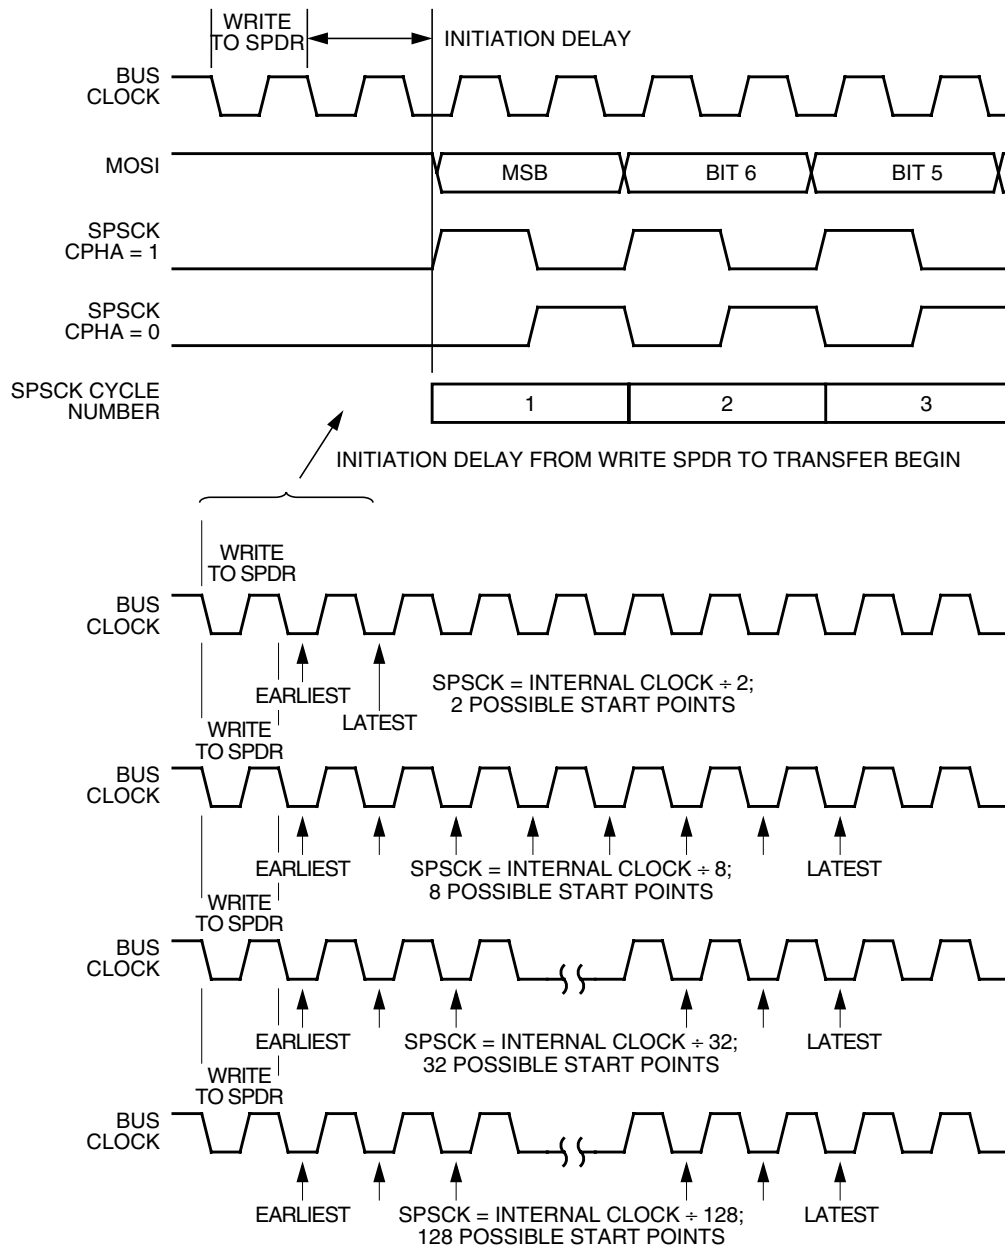 WRITE
TO SPDR
INITIATION DELAY
BUS
CLOCK
MOSI
MSB
BIT 6
BIT 5
SPSCK
CPHA = 1
SPSCK
CPHA = 0
SPSCK CYCLE
NUMBER
1
2
3
INITIATION DELAY FROM WRITE SPDR TO TRANSFER BEGIN
WRITE
TO SPDR
BUS
CLOCK
EARLIEST
LATEST
SPSCK = INTERNAL CLOCK ÷ 2;
2 POSSIBLE START POINTS
WRITE
TO SPDR
BUS
CLOCK
EARLIEST
SPSCK = INTERNAL CLOCK ÷ 8;
8 POSSIBLE START POINTS
LATEST
WRITE
TO SPDR
BUS
CLOCK
EARLIEST
SPSCK = INTERNAL CLOCK ÷ 32;
32 POSSIBLE START POINTS
LATEST
WRITE
TO SPDR
BUS
CLOCK
EARLIEST
SPSCK = INTERNAL CLOCK ÷ 128;
128 POSSIBLE START POINTS
LATEST